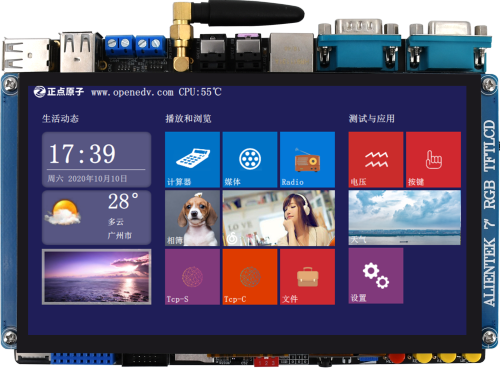 正点原子 www.openedv.com CPU:55℃
生活动态
播放和浏览
测试与应用
17:39
周六 2020年10月10日
计算器
媒体
Radio
电压
按键
28°
多云
广州市
相簿
天气
Tcp-S
Tcp-C
文件
设置
ALIENTEK 7" RGB TFTLCD